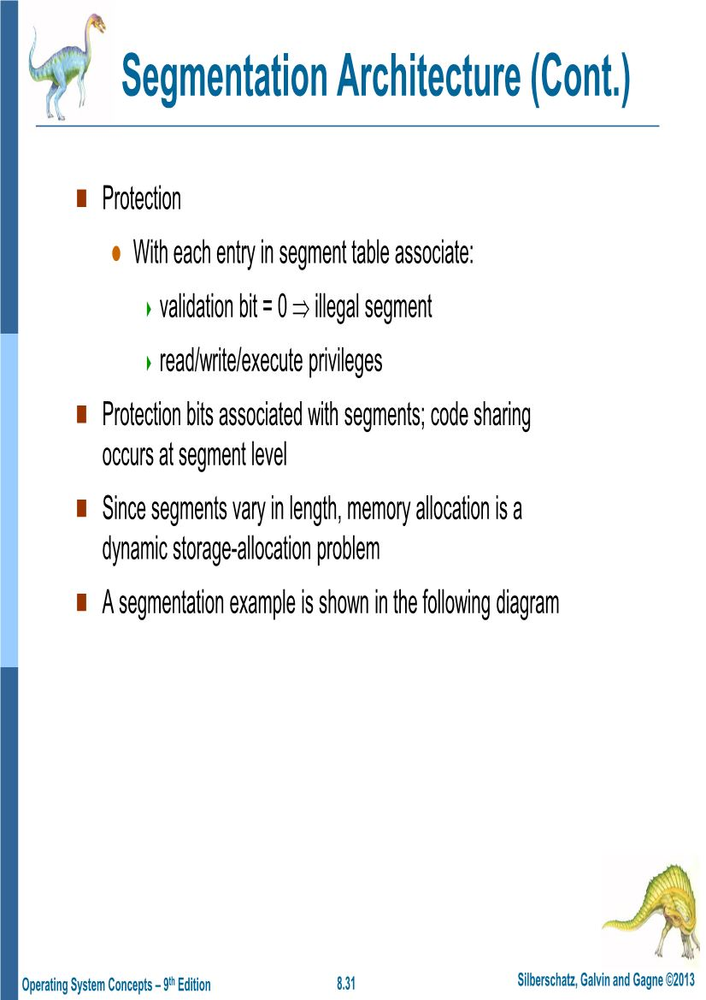 Segmentation Architecture (Cont.)
Protection
With each entry in segment table associate:
validation bit = 0 ⇒ illegal segment
read/write/execute privileges
Protection bits associated with segments; code sharing
occurs at segment level
Since segments vary in length, memory allocation is a
dynamic storage-allocation problem
A segmentation example is shown in the following diagram
Operating System Concepts – 9th Edition
8.31
Silberschatz, Galvin and Gagne ©2013